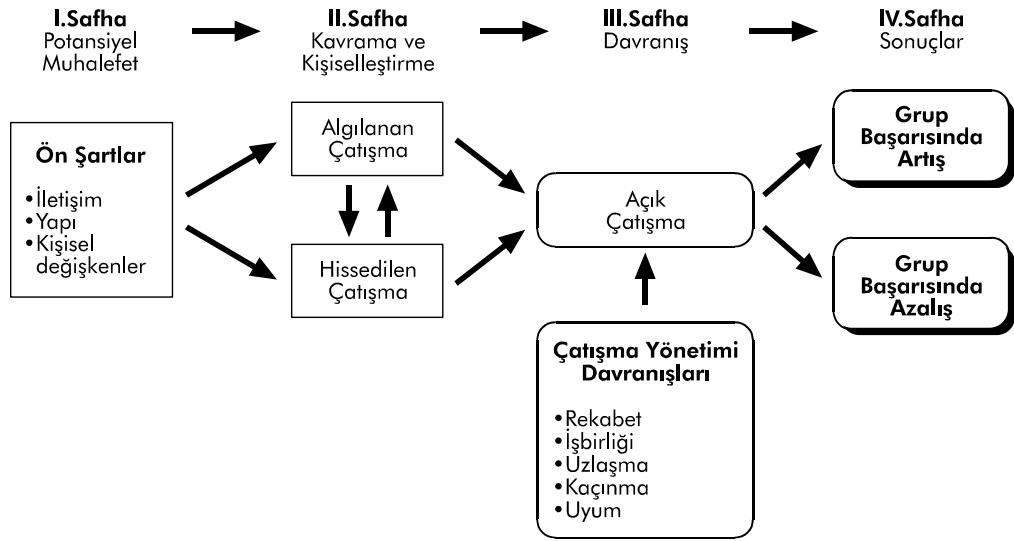 I.Safha
Potansiyel
Muhalefet
II.Safha
Kavrama ve
Kişiselleştirme
III.Safha
Davranış
IV.Safha
Sonuçlar
Ön Şartlar
•İletişim
•Yapı
•Kişisel
değişkenler
Algılanan
Çatışma
Hissedilen
Çatışma
Açık
Çatışma
Çatışma Yönetimi
Davranışları
•Rekabet
•İşbirliği
•Uzlaşma
•Kaçınma
•Uyum
Grup
Başarısında
Artış
Grup
Başarısında
Azalış